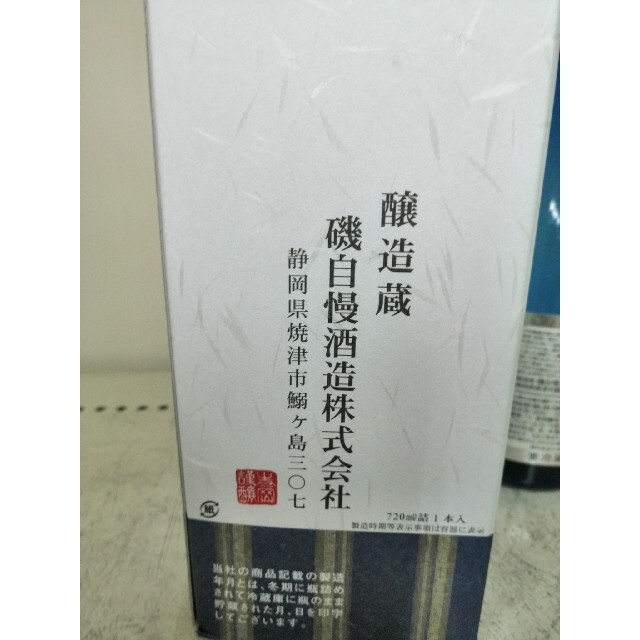 醸造蔵
磯自慢酒造株式会社
静岡県焼津市鰯ヶ島三〇七
謹醸
紙
720㎖詰1本入
製造時期等表示事項は容器に表示
当社の商品記載の製造
年月とは、冬期に瓶詰め
されて冷蔵庫に瓶のまま
貯蔵された月、日を印字
してございます。